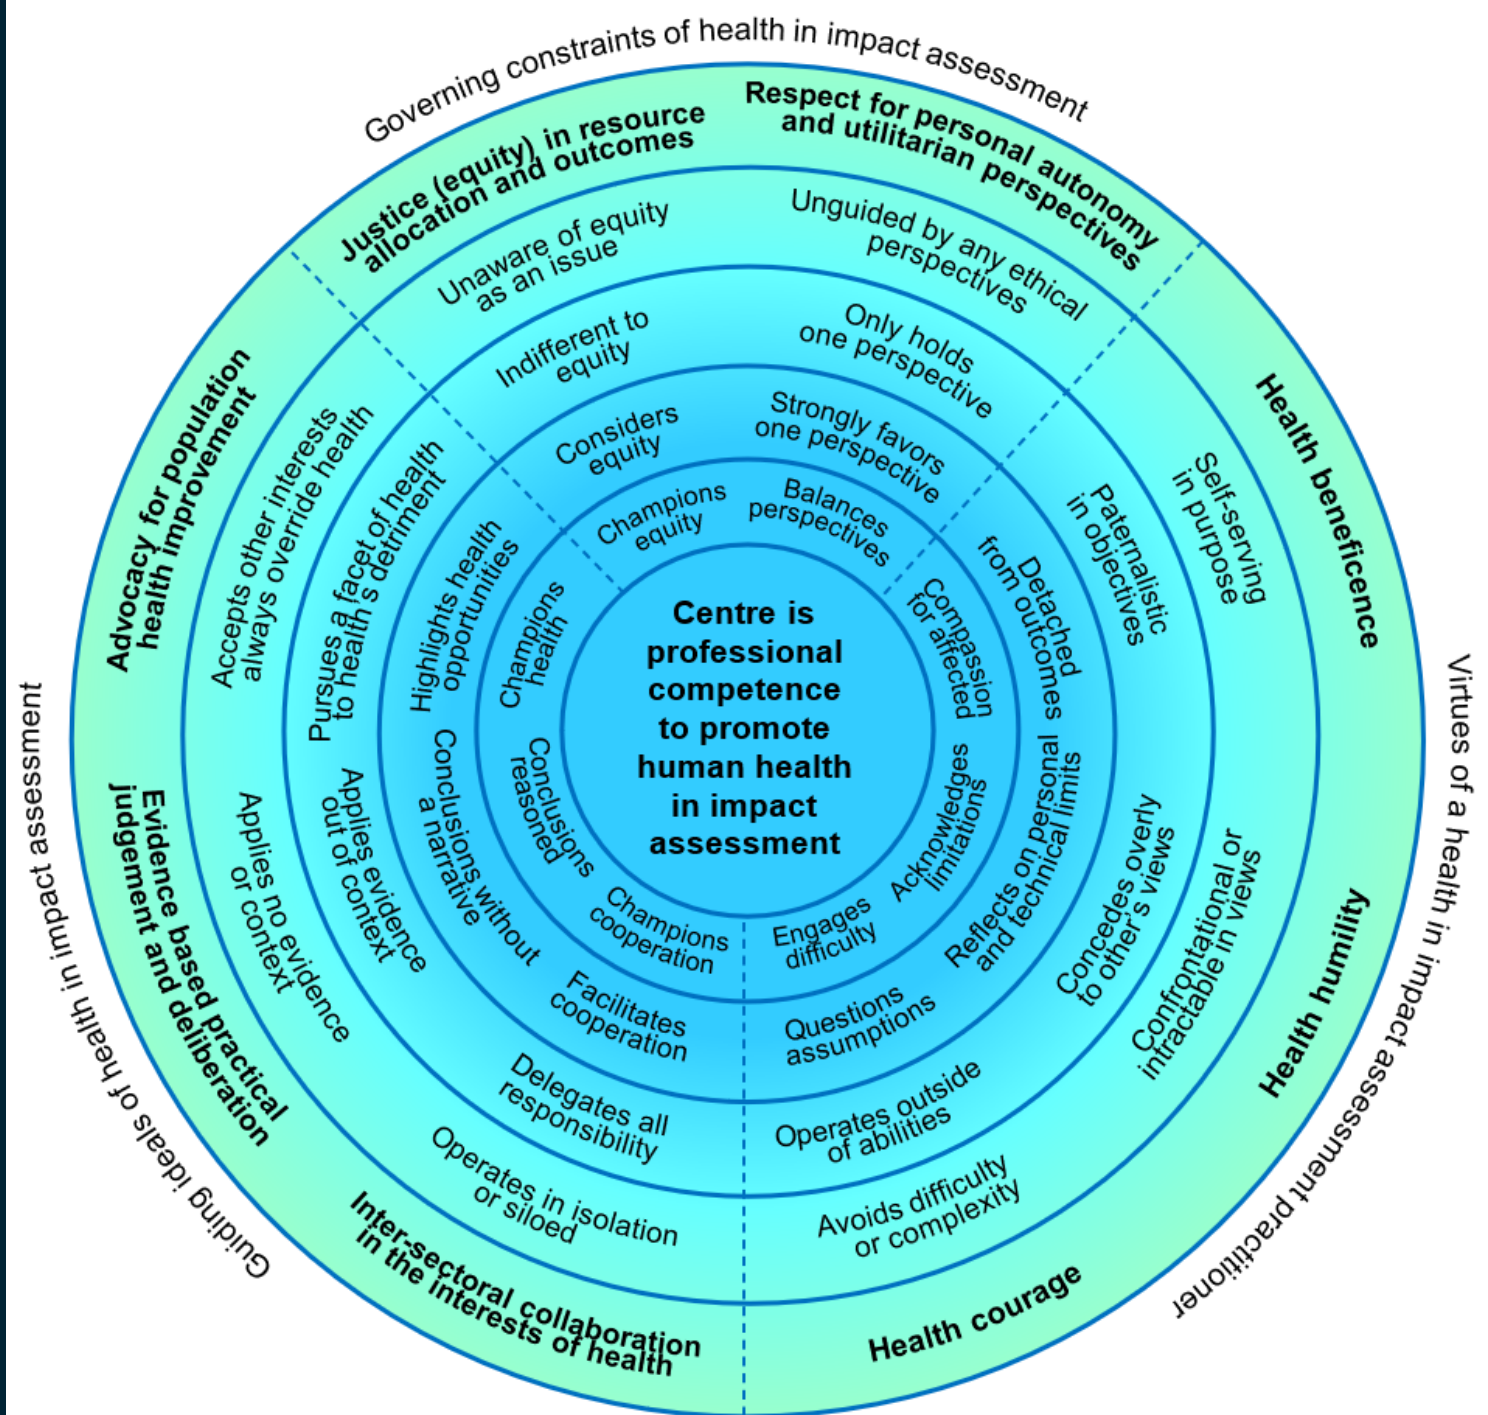 Governing constraints of health in impact assessment
Justice (equity) in resource
allocation and outcomes
Respect for personal autonomy
and utilitarian perspectives
Unaware of equity
as an issue
Unguided by any ethical
perspectives
Indifferent to
equity
Only holds
one perspective
Considers
equity
Strongly favors
one perspective
Champions
equity
Balances
perspectives
Virtues of a health in impact assessment practitioner
Health beneficence
Self-serving
in purpose
Paternalistic
in objectives
Detached
from outcomes
Compassion
for affected
Health humility
Confrontational or
intractable in views
Concedes overly
to other's views
Reflects on personal
and technical limits
Acknowledges
limitations
Health courage
Avoids difficulty
or complexity
Operates outside
of abilities
Questions
assumptions
Engages
difficulty
Guiding ideals of health in impact assessment
Inter-sectoral collaboration
in the interests of health
Operates in isolation
or siloed
Delegates all
responsibility
Facilitates
cooperation
Champions
cooperation
Evidence based practical
judgement and deliberation
Applies no evidence
or context
Applies evidence
out of context
Conclusions without
a narrative
Conclusions
reasoned
Advocacy for population
health improvement
Accepts other interests
always override health
Pursues a facet of health
to health's detriment
Highlights health
opportunities
Champions
health
Centre is
professional
competence
to promote
human health
in impact
assessment